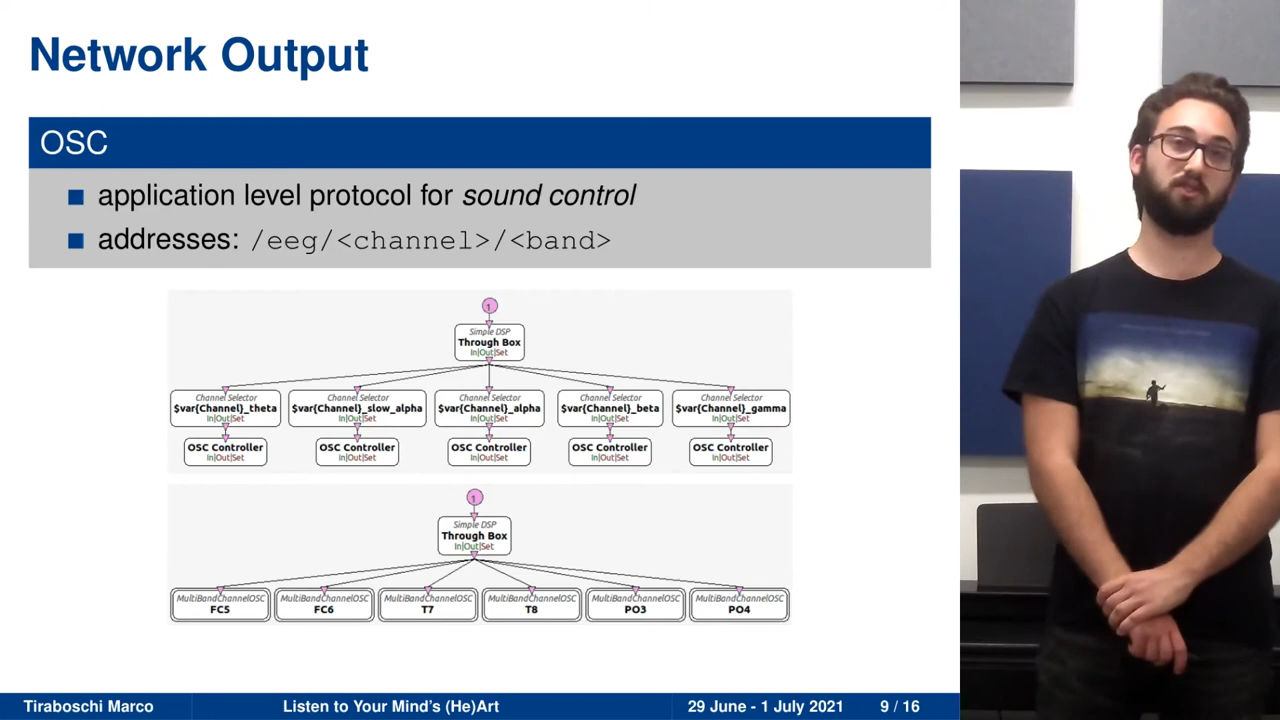 Network Output
OSC
application level protocol for sound control
addresses: /eeg/<channel>/<band>
1
Simple DSP
Through Box
In|Out|Set
Channel Selector Channel Selector Channel Selector Channel Selector Channel Selector
$var{Channel}_theta $var{Channel}_slow_alpha $var{Channel}_alpha $var{Channel}_beta $var{Channel}_gamma
In|Out|Set In|Out|Set In|Out|Set In|Out|Set In|Out|Set
OSC Controller OSC Controller OSC Controller OSC Controller OSC Controller
In|Out|Set In|Out|Set In|Out|Set In|Out|Set In|Out|Set
1
Simple DSP
Through Box
In|Out|Set
MultiBandChannelOSC MultiBandChannelOSC MultiBandChannelOSC MultiBandChannelOSC MultiBandChannelOSC MultiBandChannelOSC
FC5 FC6 T7 T8 PO3 PO4
Tiraboschi Marco Listen to Your Mind's (He)Art 29 June - 1 July 2021 9 / 16